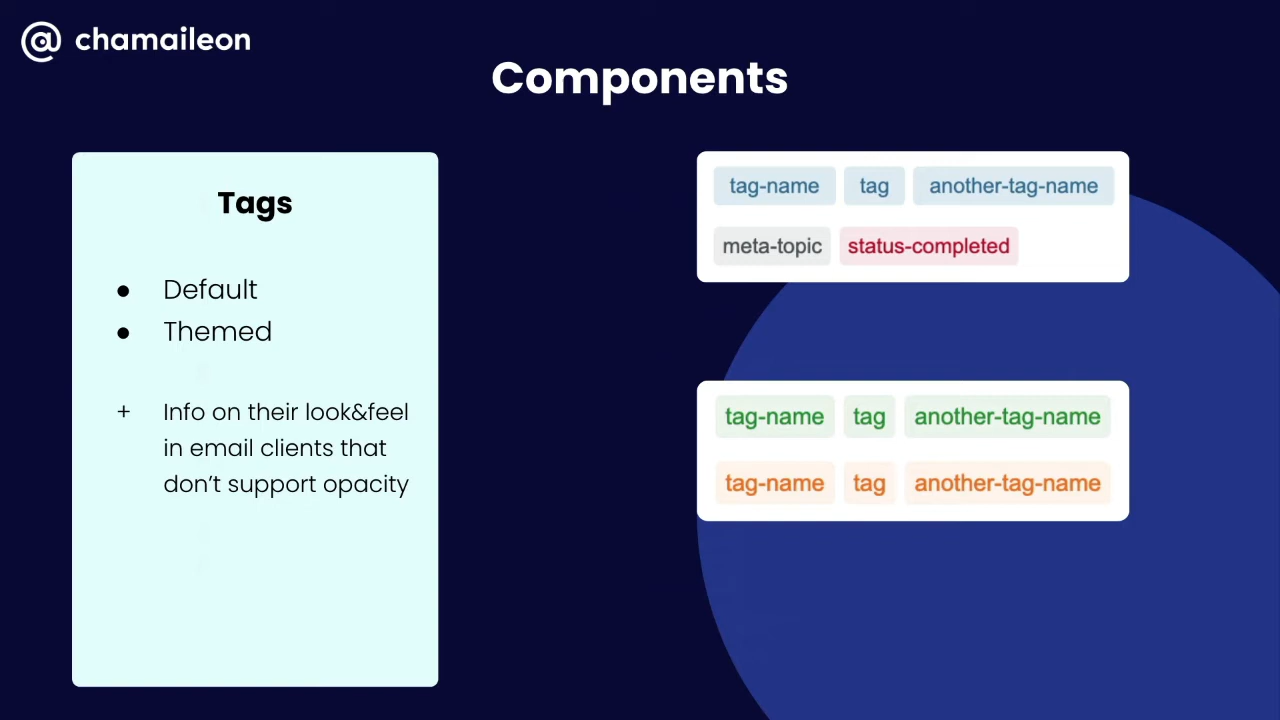 @ chamaileon
Components
Tags
● Default
● Themed
+ Info on their look&feel
in email clients that
don’t support opacity
tag-name tag another-tag-name
meta-topic status-completed
tag-name tag another-tag-name
tag-name tag another-tag-name